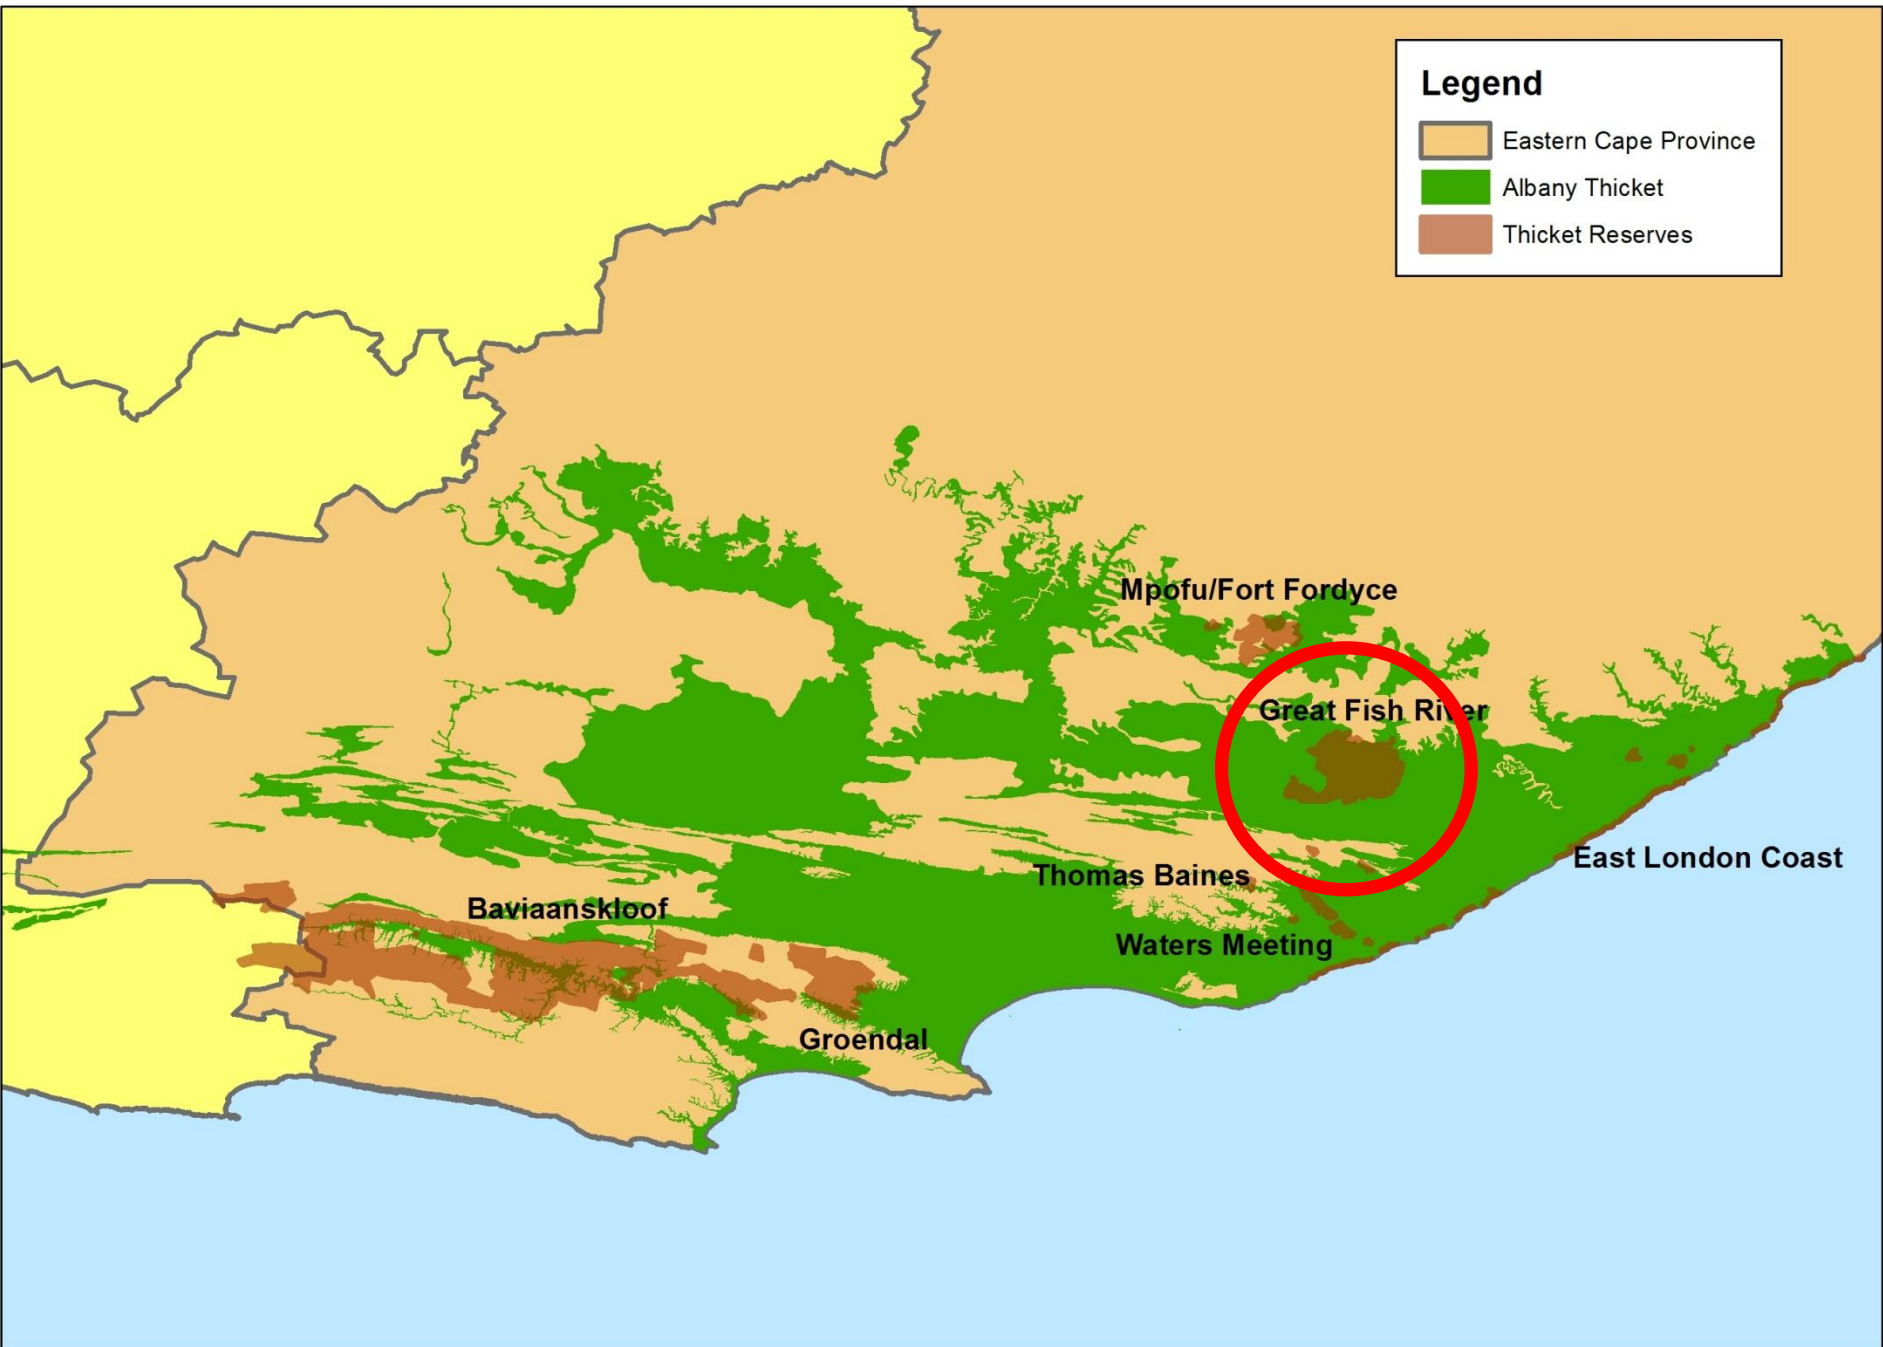 Legend
Eastern Cape Province
Albany Thicket
Thicket Reserves
Mpofu/Fort Fordyce
Great Fish River
East London Coast
Thomas Baines
Baviaanskloof
Waters Meeting
Groendal